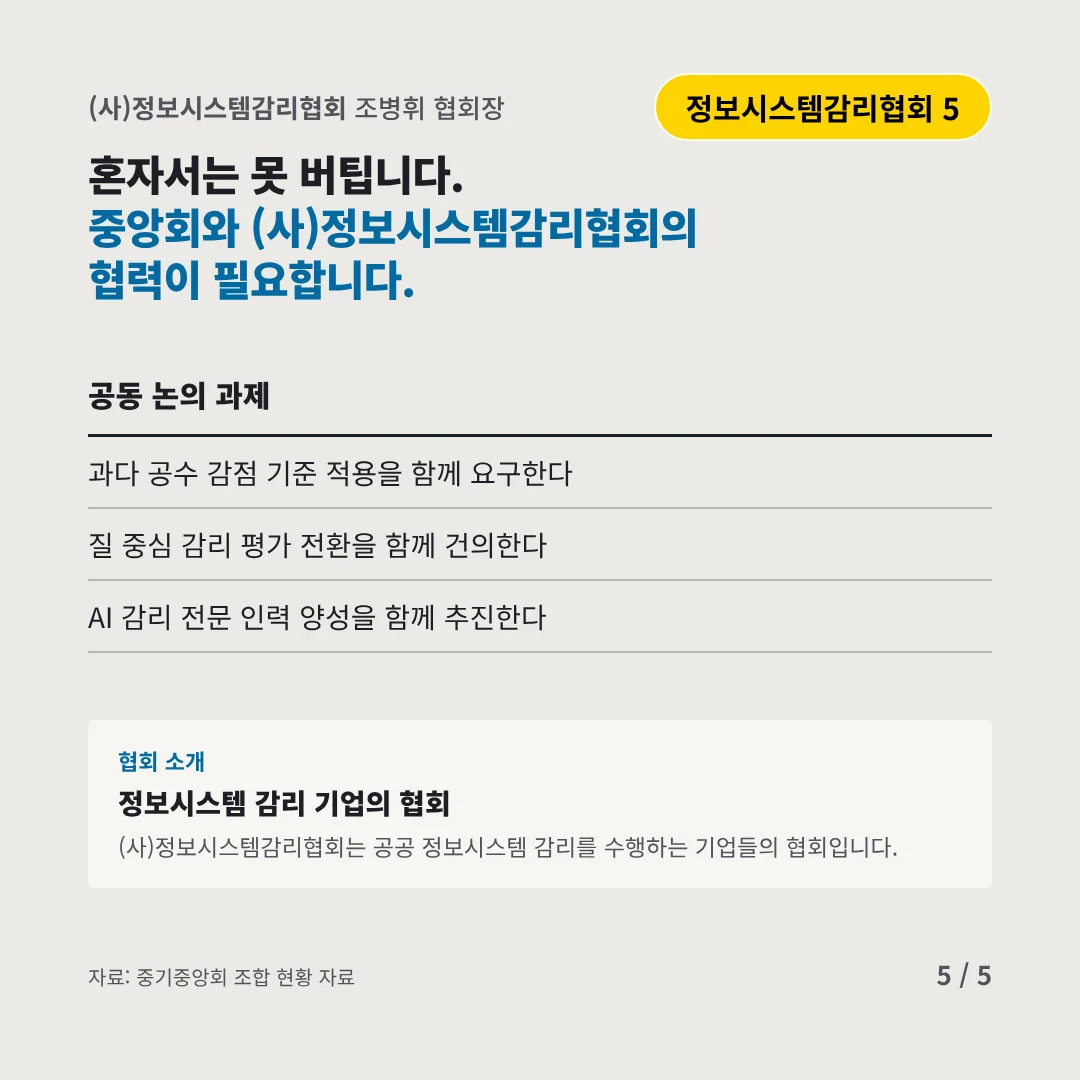 (사)정보시스템감리협회 조병휘 협회장
정보시스템감리협회 5
혼자서는 못 버팁니다.
중앙회와 (사)정보시스템감리협회의
협력이 필요합니다.
공동 논의 과제
과다 공수 감점 기준 적용을 함께 요구한다
질 중심 감리 평가 전환을 함께 건의한다
AI 감리 전문 인력 양성을 함께 추진한다
협회 소개
정보시스템 감리 기업의 협회
(사)정보시스템감리협회는 공공 정보시스템 감리를 수행하는 기업들의 협회입니다.
자료: 중기중앙회 조합 현황 자료
5 / 5